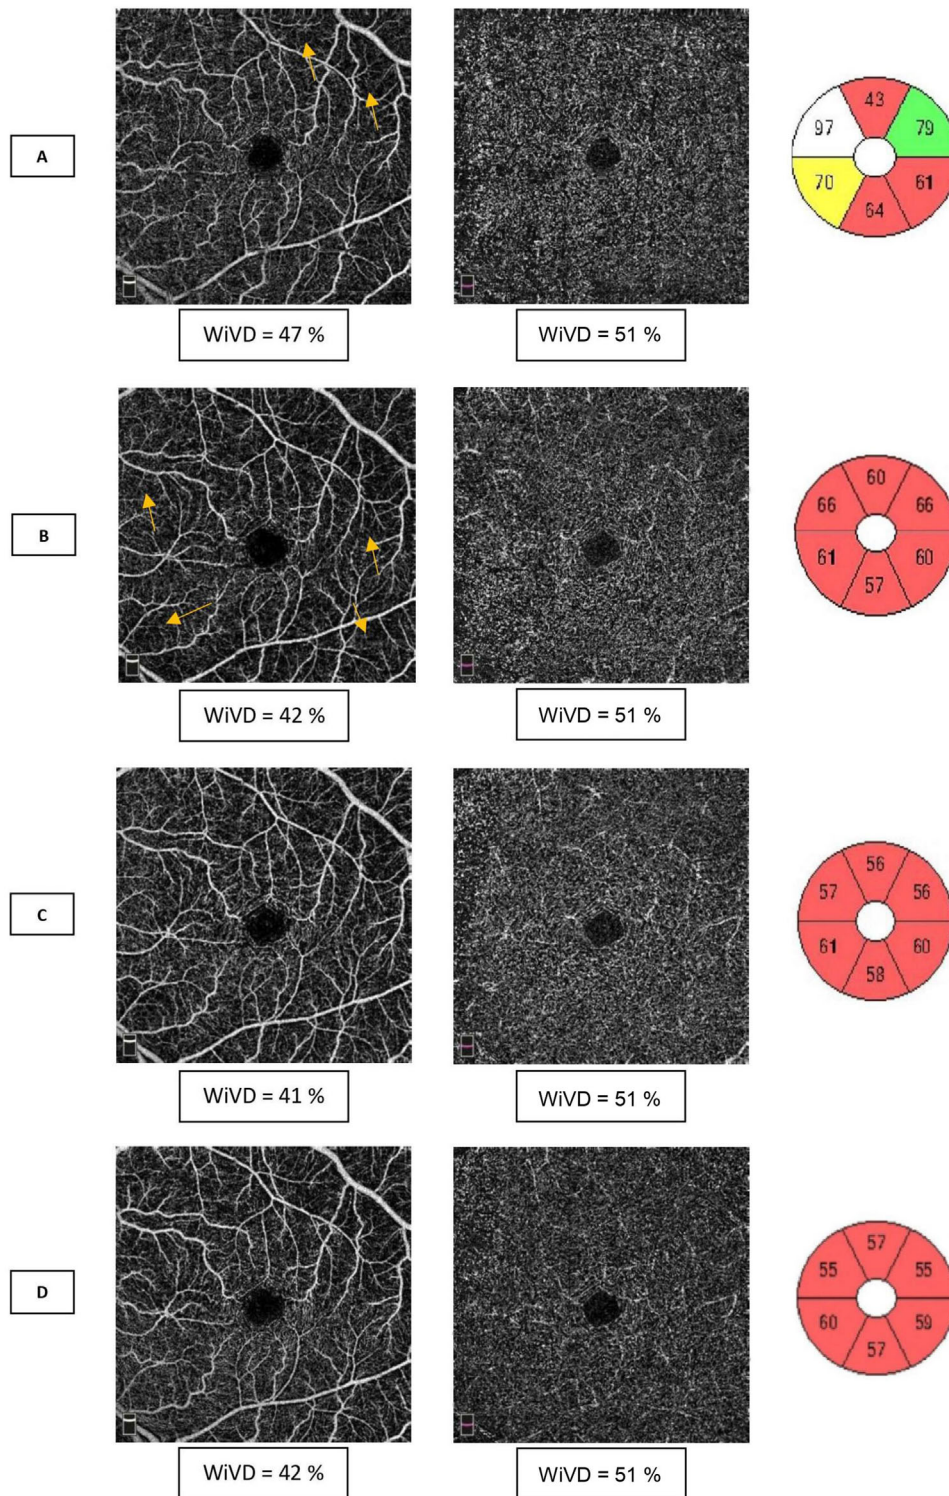 A
43
97
79
70
61
64
WiVD = 47 %
WiVD = 51 %
B
60
66
66
61
60
57
WiVD = 42 %
WiVD = 51 %
C
56
57
56
61
60
58
WiVD = 41 %
WiVD = 51 %
D
57
55
55
60
59
57
WiVD = 42 %
WiVD = 51 %